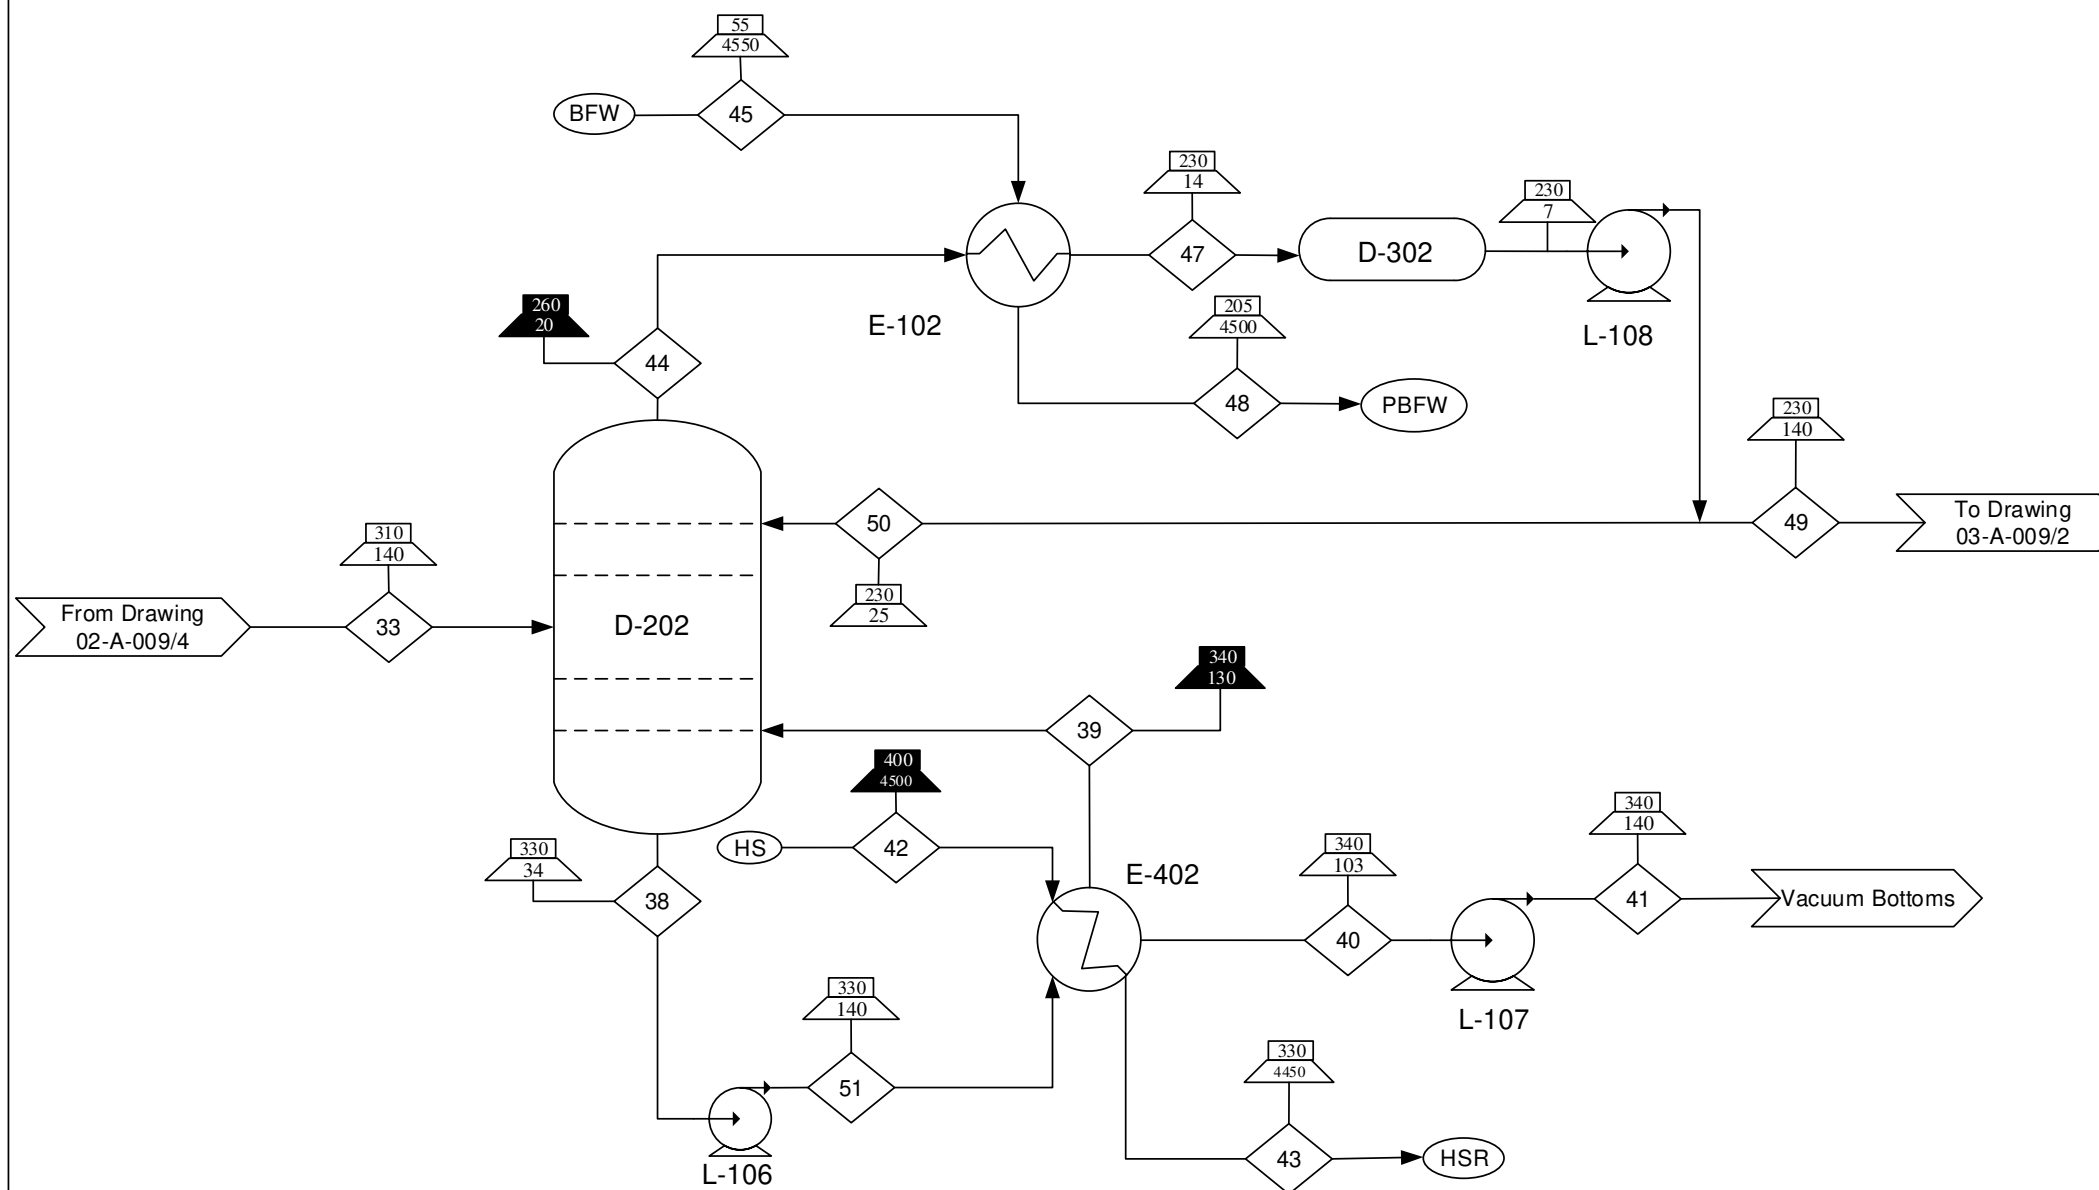 55
4550
BFW
45
230
14
230
7
47
D-302
E-102
L-108
260
20
44
205
4500
48
PBFW
230
140
49
To Drawing
03-A-009/2
50
230
25
310
140
33
From Drawing
02-A-009/4
D-202
340
130
39
400
4500
HS
42
330
34
38
E-402
340
103
40
340
140
41
Vacuum Bottoms
L-107
330
140
51
L-106
330
4450
43
HSR